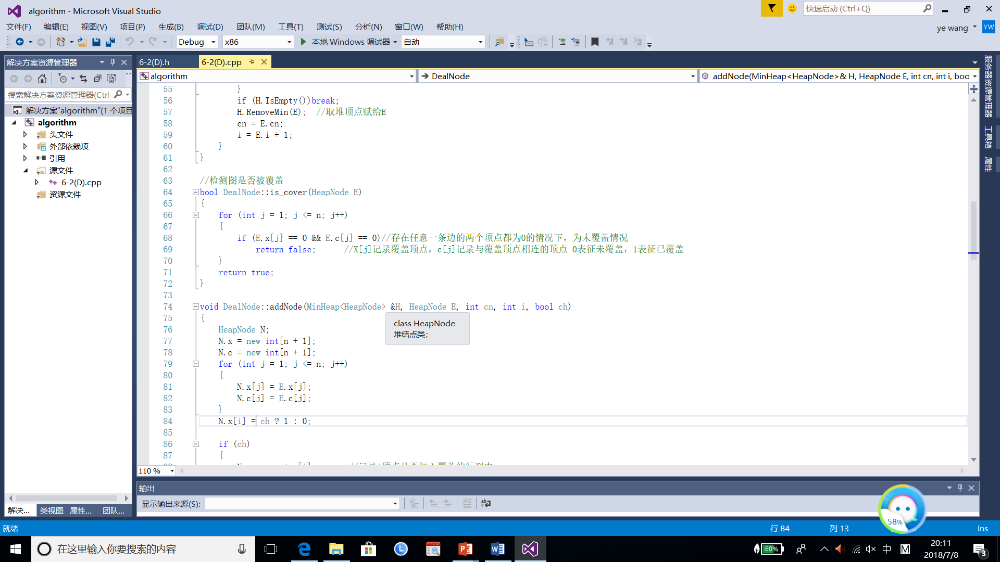 algorithm - Microsoft Visual Studio
快速启动 (Ctrl+Q)
文件(F) 编辑(E) 视图(V) 项目(P) 生成(B) 调试(D) 团队(M) 工具(T) 测试(S) 分析(N) 窗口(W) 帮助(H)
ye wang YW
Debug x86 本地 Windows 调试器 自动
解决方案资源管理器
搜索解决方案资源管理器(Ctrl
解决方案"algorithm"(1 个项目
algorithm
头文件
外部依赖项
引用
源文件
6-2(D).cpp
资源文件
解决... 类视图 属性... 团队...
6-2(D).h 6-2(D).cpp
algorithm DealNode addNode(MinHeap<HeapNode>& H, HeapNode E, int cn, int i, boo
55 }
56 if (H.IsEmpty())break;
57 H.RemoveMin(E); //取堆顶点赋给E
58 cn = E.cn;
59 i = E.i + 1;
60 }
61 }
62
63 //检测图是否被覆盖
64 bool DealNode::is_cover(HeapNode E)
65 {
66 for (int j = 1; j <= n; j++)
67 {
68 if (E.x[j] == 0 && E.c[j] == 0)//存在任意一条边的两个顶点都为0的情况下，为未覆盖情况
69 return false; //X[j]记录覆盖顶点，c[j]记录与覆盖顶点相连的顶点 0表征未覆盖，1表征已覆盖
70 }
71 return true;
72 }
73
74 void DealNode::addNode(MinHeap<HeapNode> &H, HeapNode E, int cn, int i, bool ch)
75 {
class HeapNode
堆结点类;
76 HeapNode N;
77 N.x = new int[n + 1];
78 N.c = new int[n + 1];
79 for (int j = 1; j <= n; j++)
80 {
81 N.x[j] = E.x[j];
82 N.c[j] = E.c[j];
83 }
84 N.x[i] = ch ? 1 : 0;
85
86 if (ch)
87 {
110 %
服务器资源管理器
工具箱
属性
输出
显示输出来源(S):
58%
就绪 行 84 列 13 Ins
在这里输入你要搜索的内容
60%
中 M
20:11
2018/7/8
3